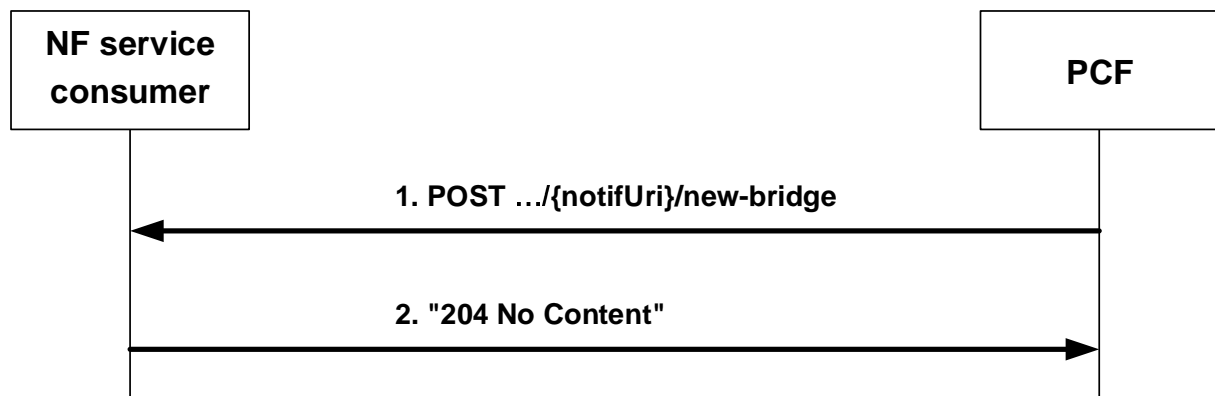 NF service
consumer
PCF
1. POST …/{notifUri}/new-bridge
2. "204 No Content"